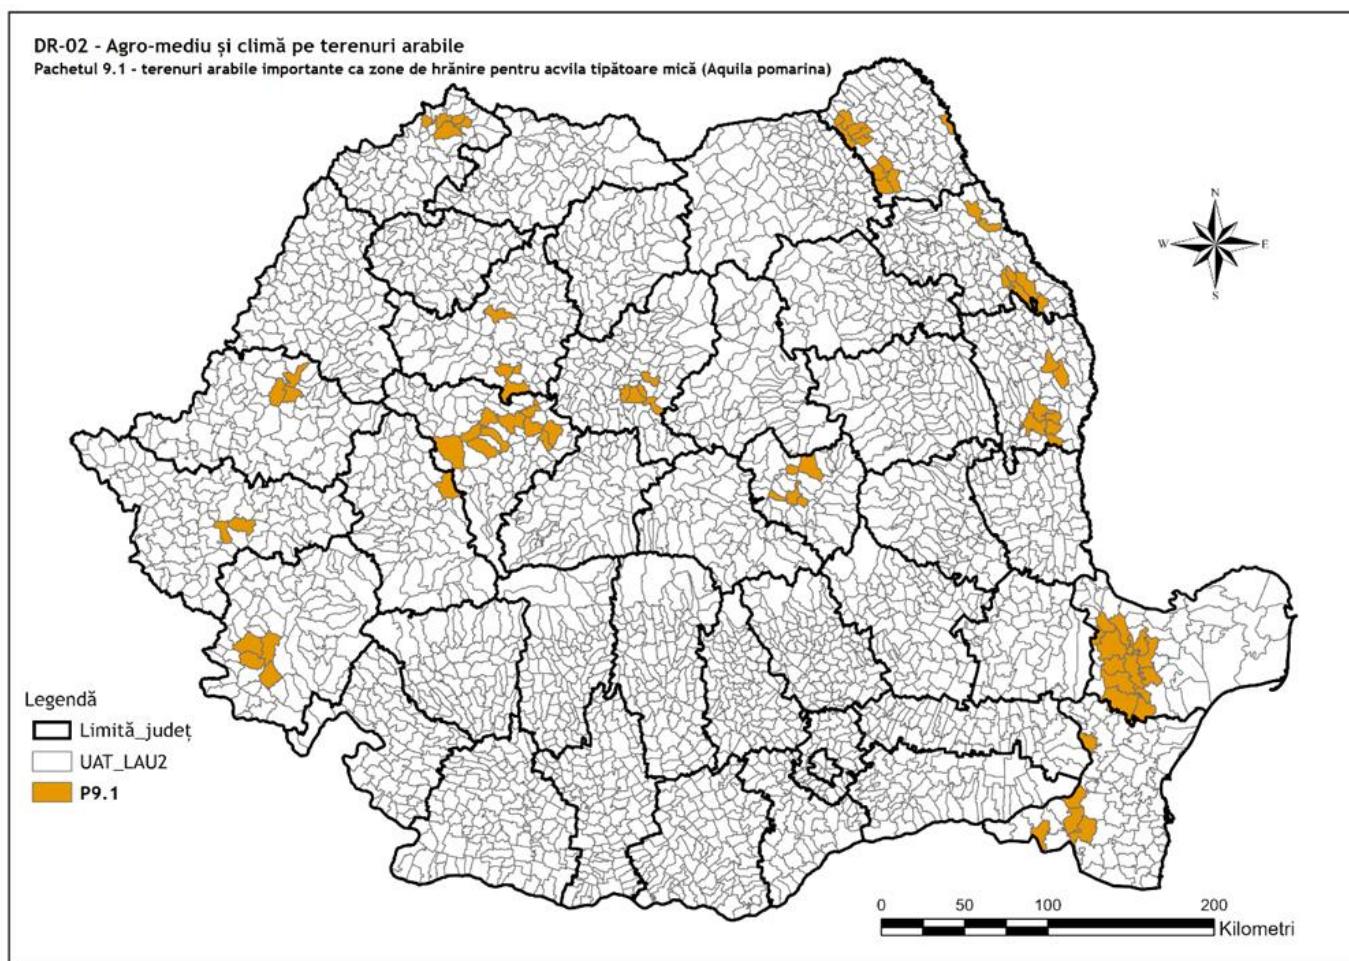 DR-02 - Agro-mediu și climă pe terenuri arabile
Pachetul 9.1 - terenuri arabile importante ca zone de hrănire pentru acvila țipătoare mică (Aquila pomarina)
N
W E
S
Legendă
Limită_județ
UAT_LAU2
P9.1
0 50 100 200
Kilometri